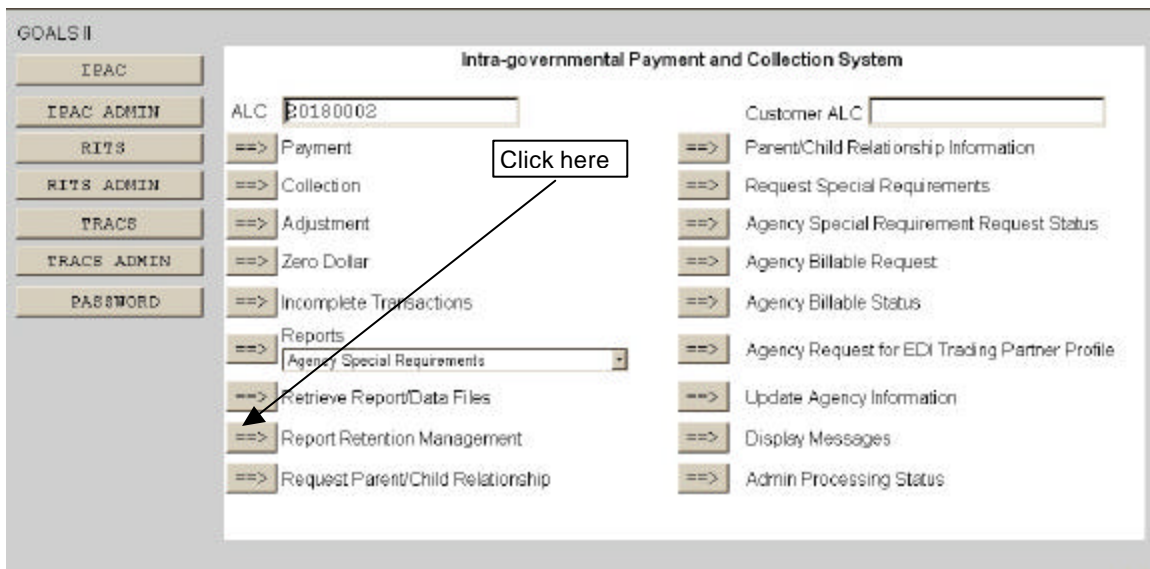 GOALS II
IPAC
IPAC ADMIN
RITS
RITS ADMIN
TRACS
TRACS ADMIN
PASSWORD
Intra-governmental Payment and Collection System
ALC 20180002
Customer ALC
Click here
==> Payment
==> Collection
==> Adjustment
==> Zero Dollar
==> Incomplete Transactions
Reports
==> Agency Special Requirements
==> Retrieve Report/Data Files
==> Report Retention Management
==> Request Parent/Child Relationship
==> Parent/Child Relationship Information
==> Request Special Requirements
==> Agency Special Requirement Request Status
==> Agency Billable Request
==> Agency Billable Status
==> Agency Request for EDI Trading Partner Profile
==> Update Agency Information
==> Display Messages
==> Admin Processing Status